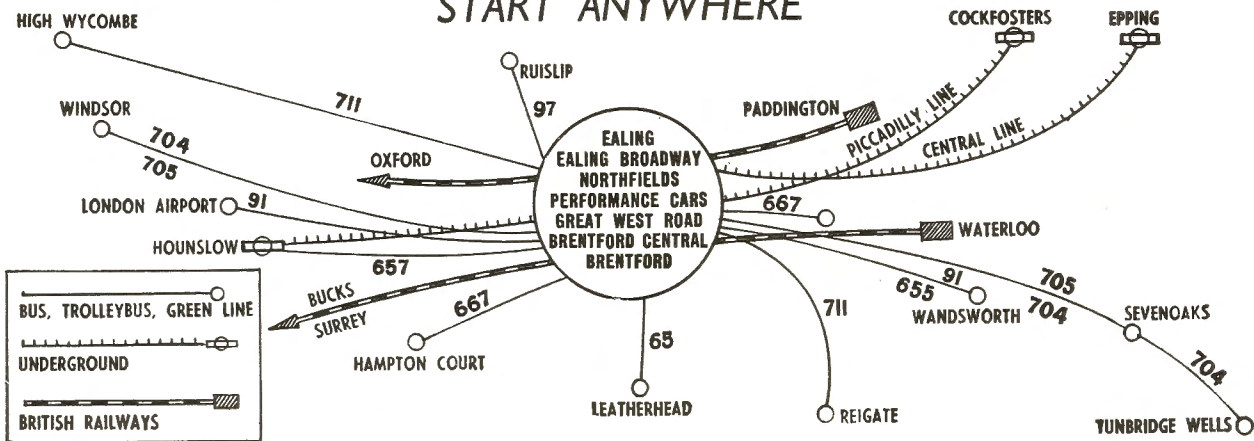 START ANYWHERE
HIGH WYCOMBE
COCKFOSTERS
EPPING
RUISLIP
711
97
WINDSOR
704
705
PADDINGTON
PICCADILLY LINE
CENTRAL LINE
OXFORD
EALING
EALING BROADWAY
NORTHFIELDS
PERFORMANCE CARS
GREAT WEST ROAD
BRENTFORD CENTRAL
BRENTFORD
LONDON AIRPORT
91
667
HOUNSLOW
657
WATERLOO
BUCKS
SURREY
667
HAMPTON COURT
65
LEATHERHEAD
711
REIGATE
91
655
WANDSWORTH
705
704
SEVENOAKS
704
TUNBRIDGE WELLS
BUS, TROLLEYBUS, GREEN LINE
UNDERGROUND
BRITISH RAILWAYS